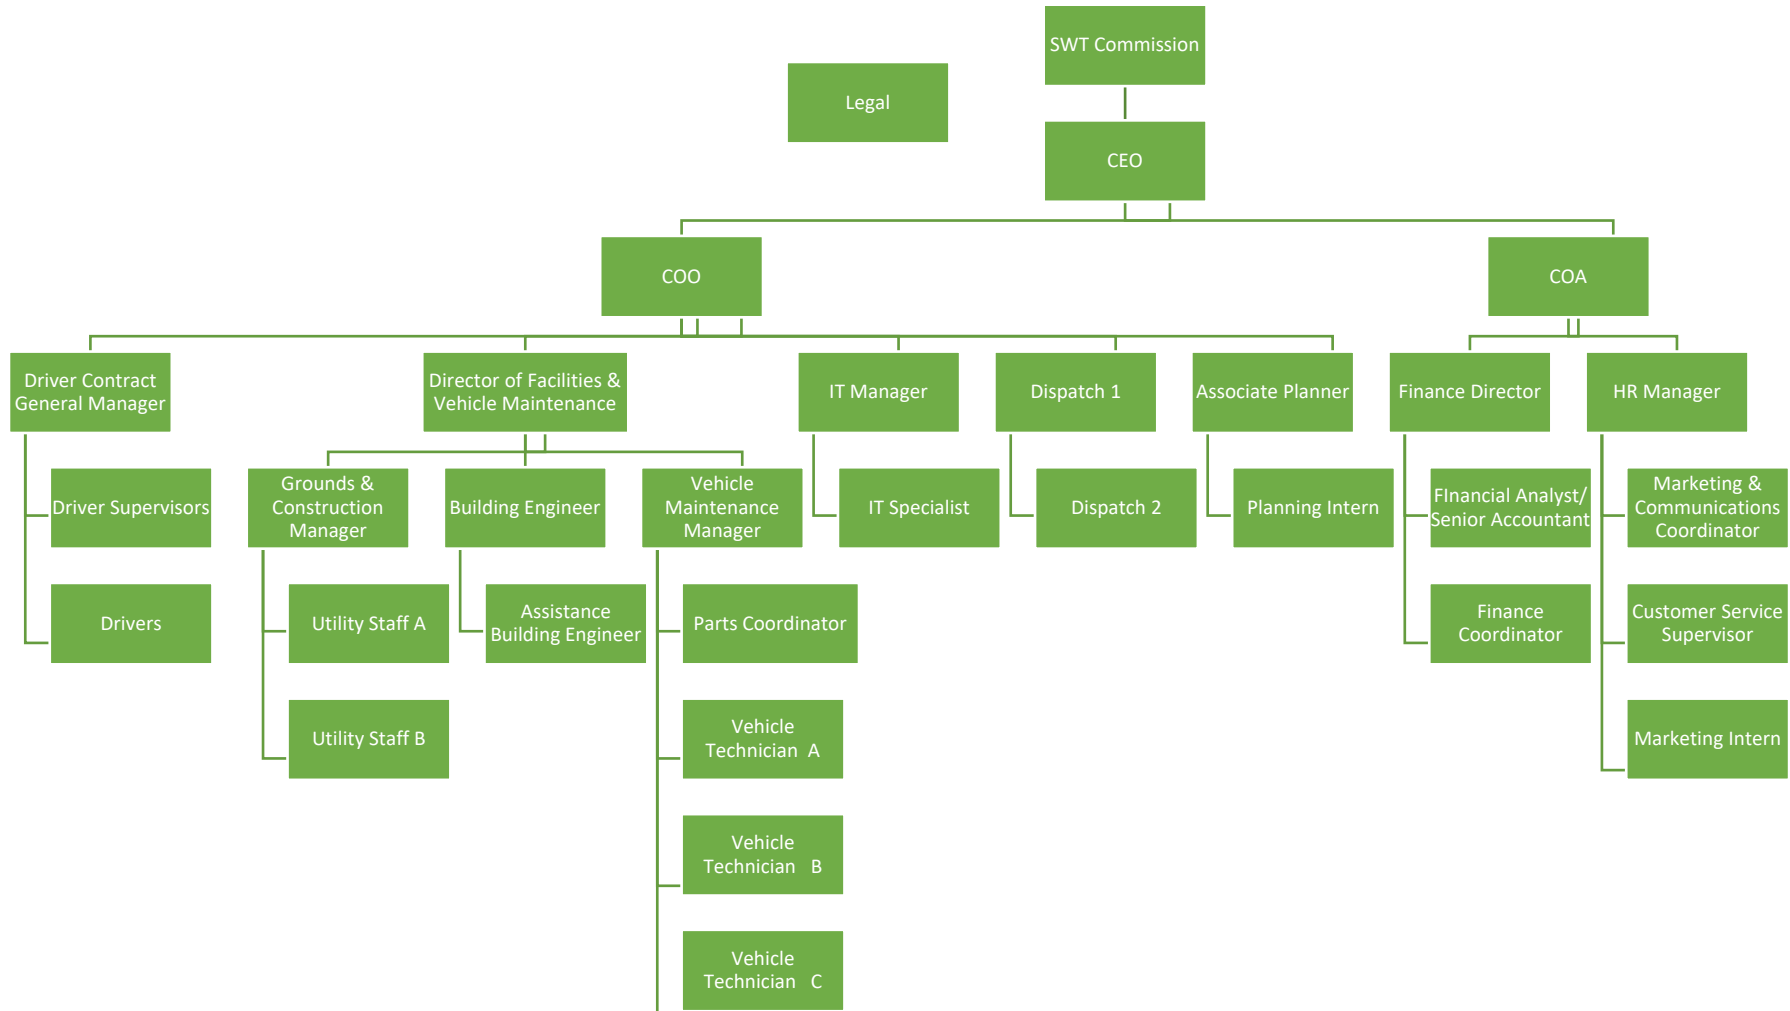 SWT Commission
Legal
CEO
COO
COA
Driver Contract
General Manager
Director of Facilities &
Vehicle Maintenance
IT Manager
Dispatch 1
Associate Planner
Finance Director
HR Manager
Driver Supervisors
Grounds &
Construction
Manager
Building Engineer
Vehicle
Maintenance
Manager
IT Specialist
Dispatch 2
Planning Intern
FInancial Analyst/
Senior Accountant
Marketing &
Communications
Coordinator
Drivers
Utility Staff A
Assistance
Building Engineer
Parts Coordinator
Finance
Coordinator
Customer Service
Supervisor
Utility Staff B
Vehicle
Technician A
Marketing Intern
Vehicle
Technician B
Vehicle
Technician C